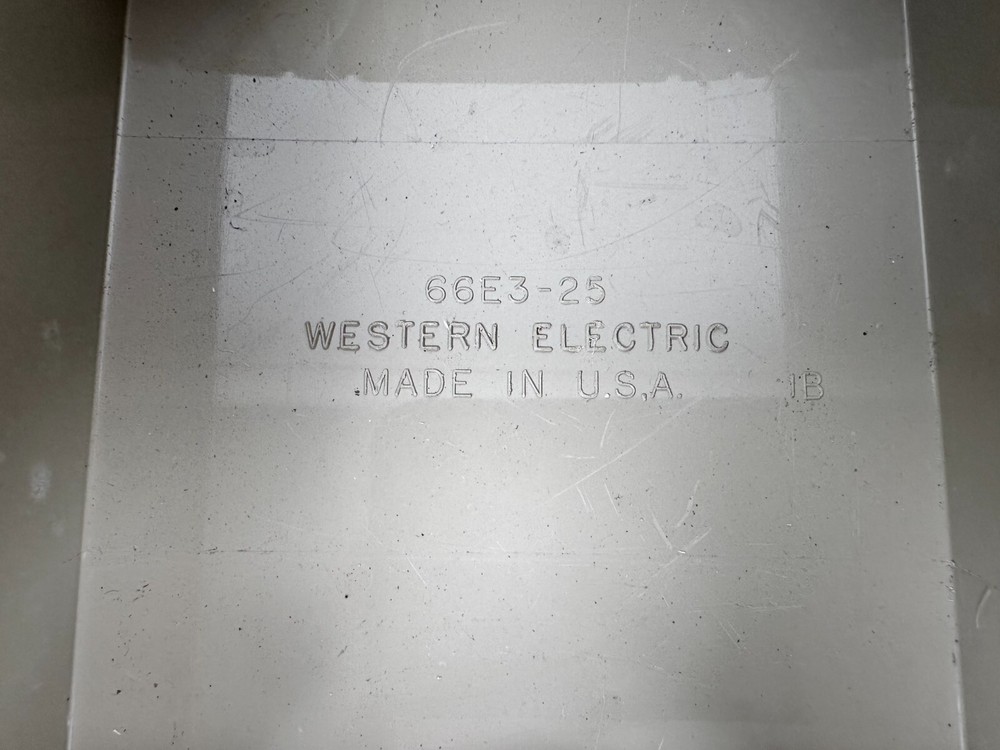 66E3-25
WESTERN ELECTRIC
MADE IN U.S.A.
1B